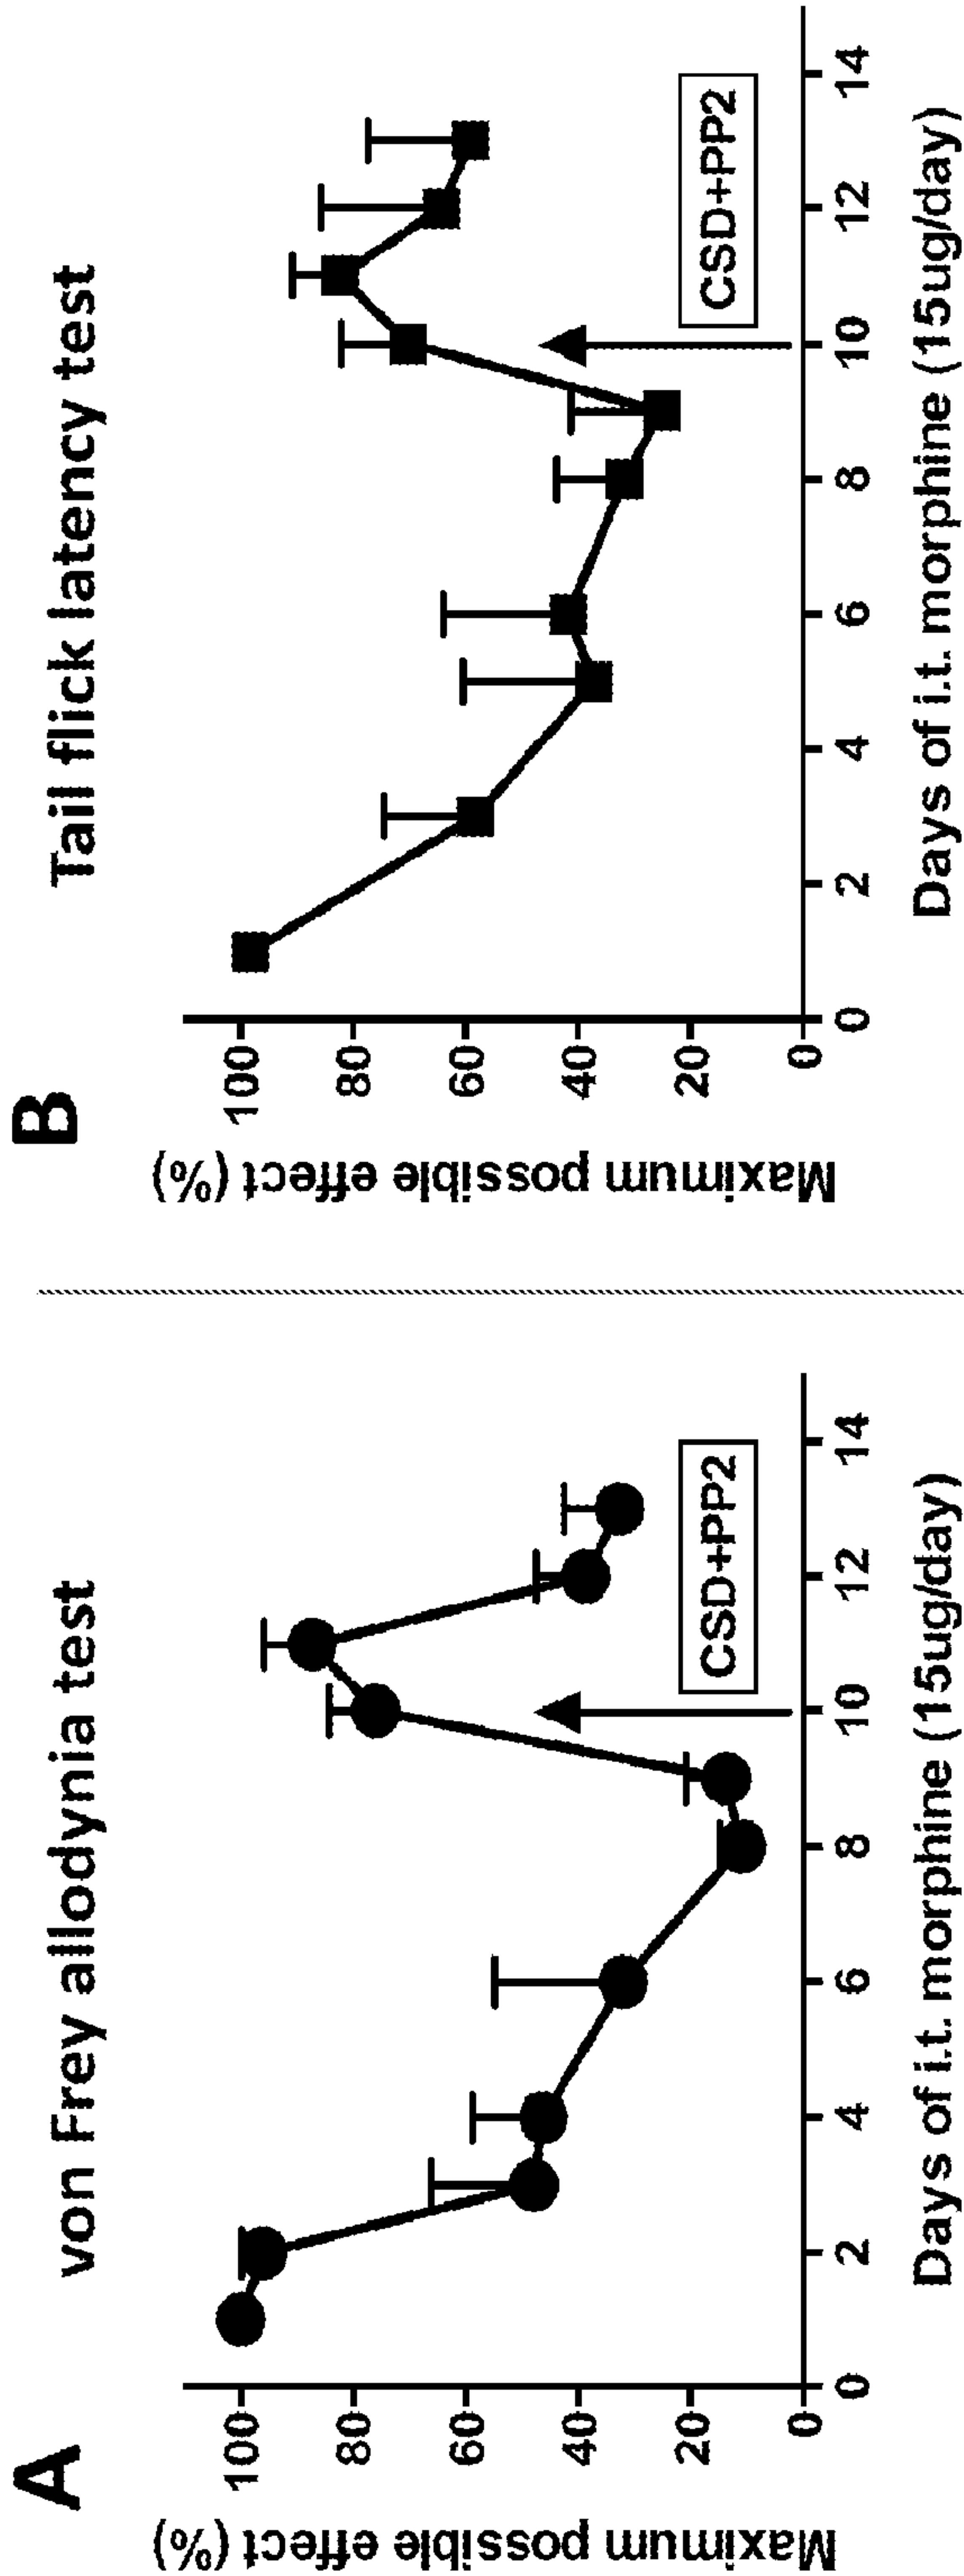 A
von Frey allodynia test
Maximum possible effect (%)
100
80
60
40
20
0
0 2 4 6 8 10 12 14
CSD+PP2
Days of i.t. morphine (15ug/day)
B
Tail flick latency test
Maximum possible effect (%)
100
80
60
40
20
0
0 2 4 6 8 10 12 14
CSD+PP2
Days of i.t. morphine (15ug/day)